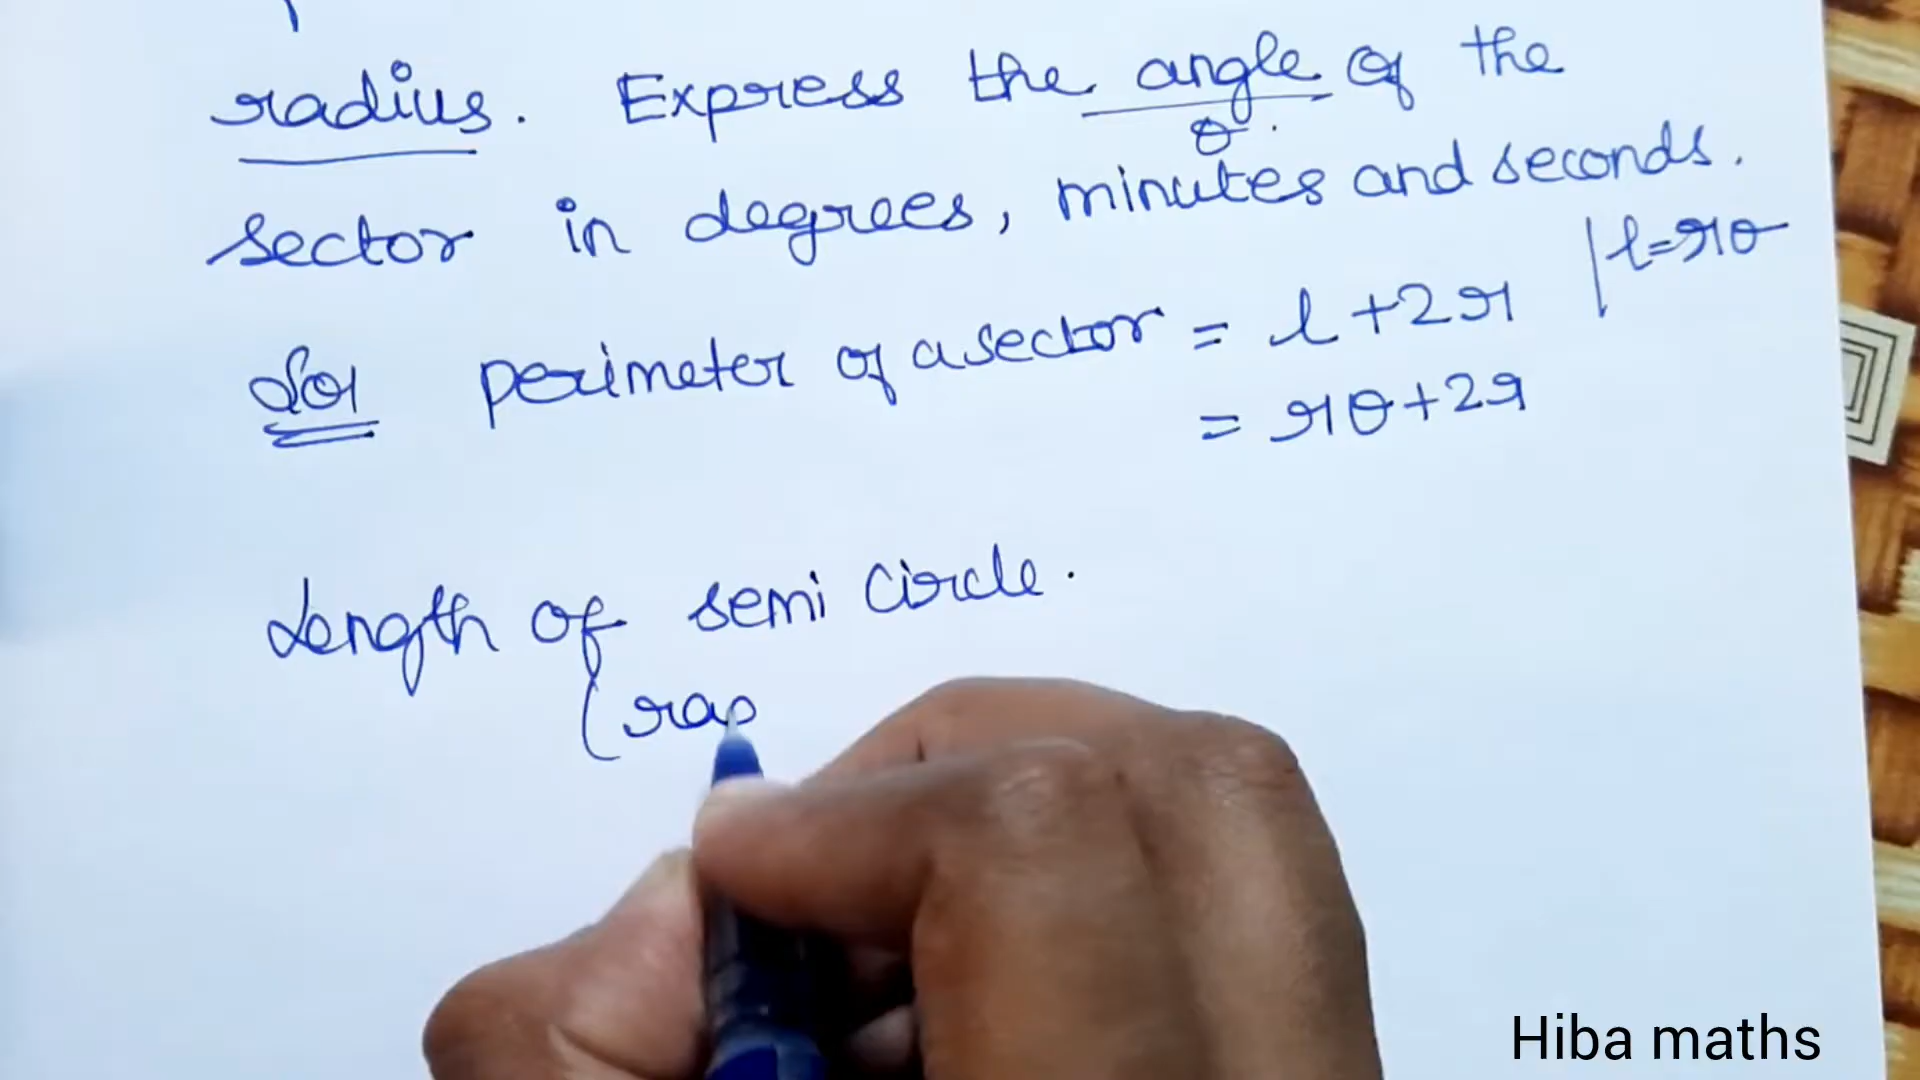 radius. Express the angle of the
θ.
sector in degrees, minutes and seconds.
Sol perimeter of a sector = l+2r | l=rθ
= rθ+2r
Length of semi circle.
(rad
Hiba maths